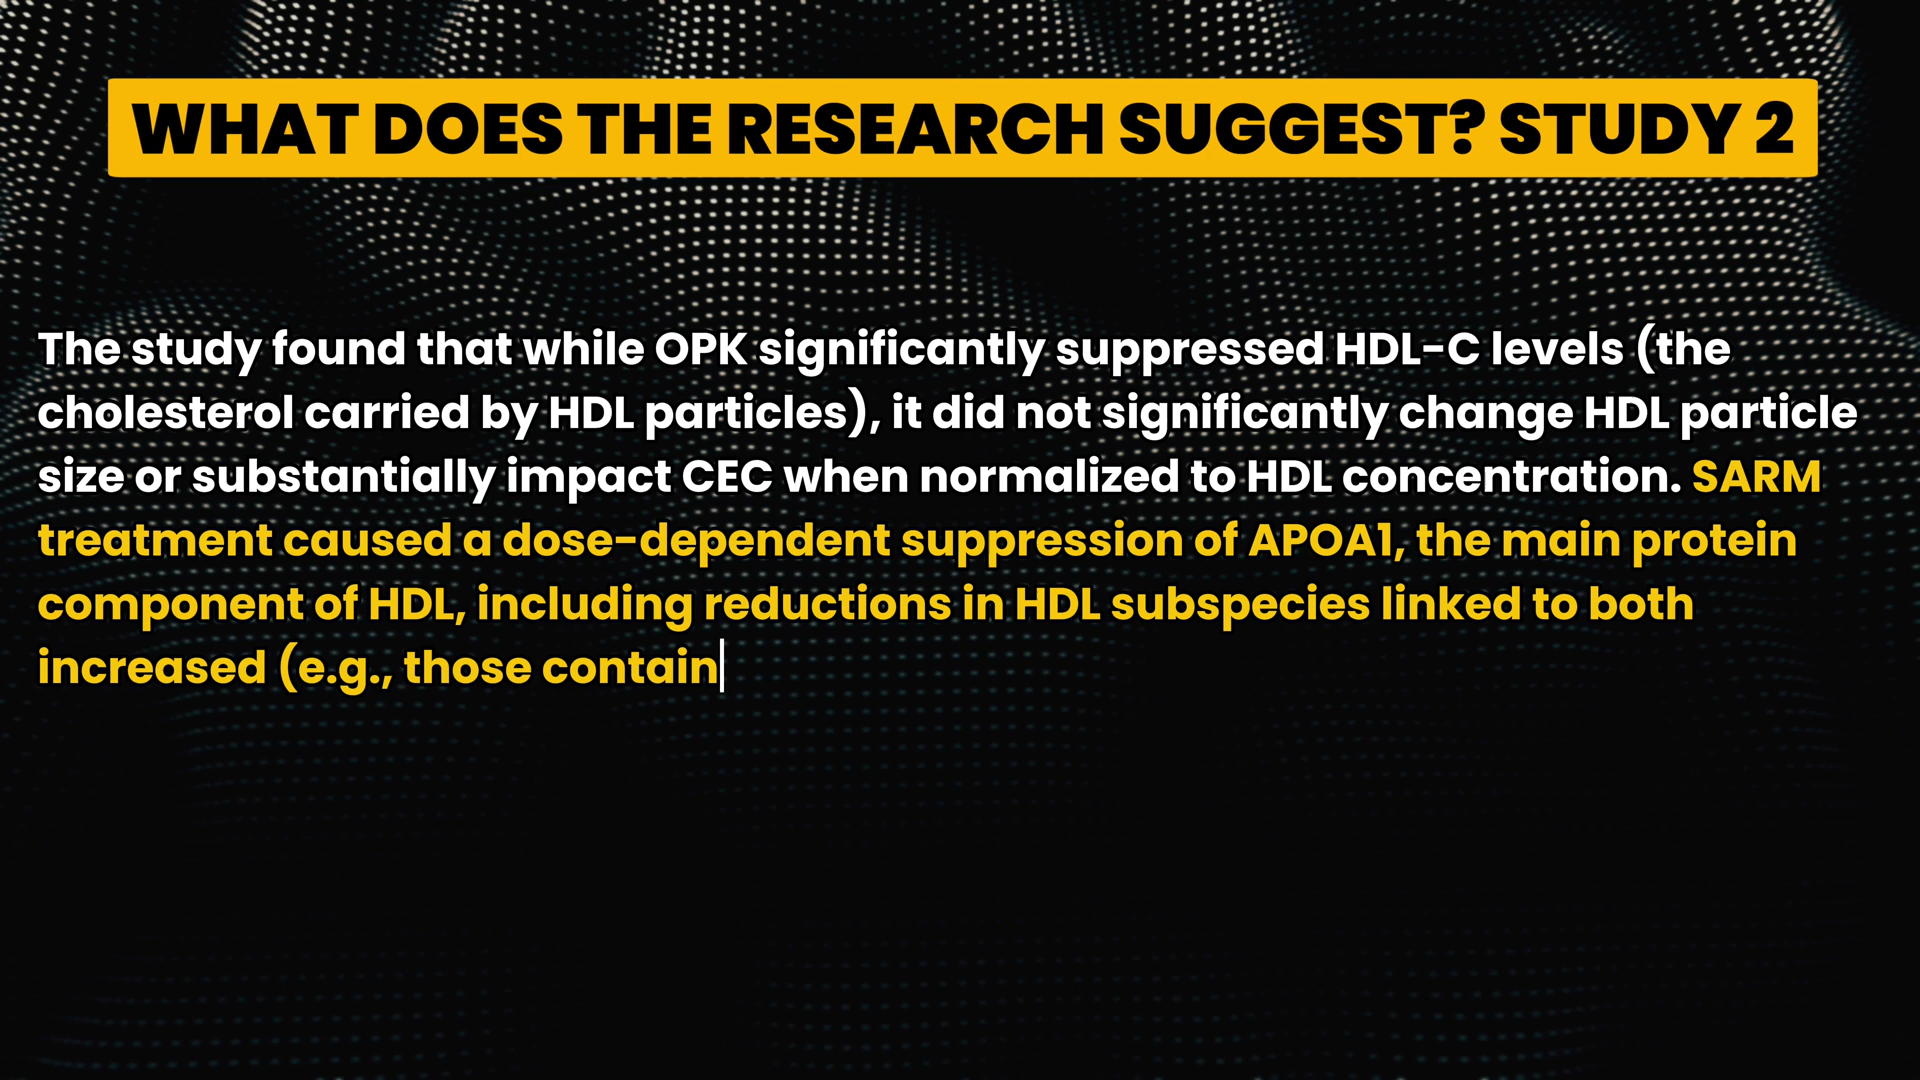 WHAT DOES THE RESEARCH SUGGEST? STUDY 2
The study found that while OPK significantly suppressed HDL-C levels (the
cholesterol carried by HDL particles), it did not significantly change HDL particle
size or substantially impact CEC when normalized to HDL concentration. SARM
treatment caused a dose-dependent suppression of APOA1, the main protein
component of HDL, including reductions in HDL subspecies linked to both
increased (e.g., those contain